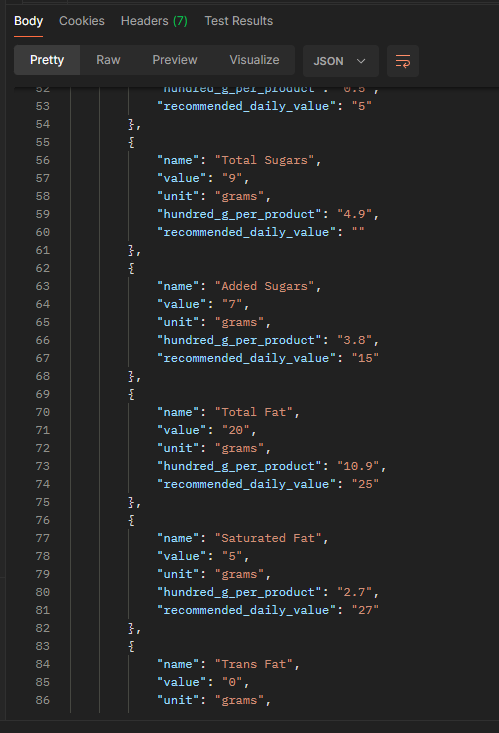 Body Cookies Headers (7) Test Results
Pretty Raw Preview Visualize JSON
52 "hundred_g_per_product": "0.5",
53 "recommended_daily_value": "5"
54 },
55 {
56 "name": "Total Sugars",
57 "value": "9",
58 "unit": "grams",
59 "hundred_g_per_product": "4.9",
60 "recommended_daily_value": ""
61 },
62 {
63 "name": "Added Sugars",
64 "value": "7",
65 "unit": "grams",
66 "hundred_g_per_product": "3.8",
67 "recommended_daily_value": "15"
68 },
69 {
70 "name": "Total Fat",
71 "value": "20",
72 "unit": "grams",
73 "hundred_g_per_product": "10.9",
74 "recommended_daily_value": "25"
75 },
76 {
77 "name": "Saturated Fat",
78 "value": "5",
79 "unit": "grams",
80 "hundred_g_per_product": "2.7",
81 "recommended_daily_value": "27"
82 },
83 {
84 "name": "Trans Fat",
85 "value": "0",
86 "unit": "grams",